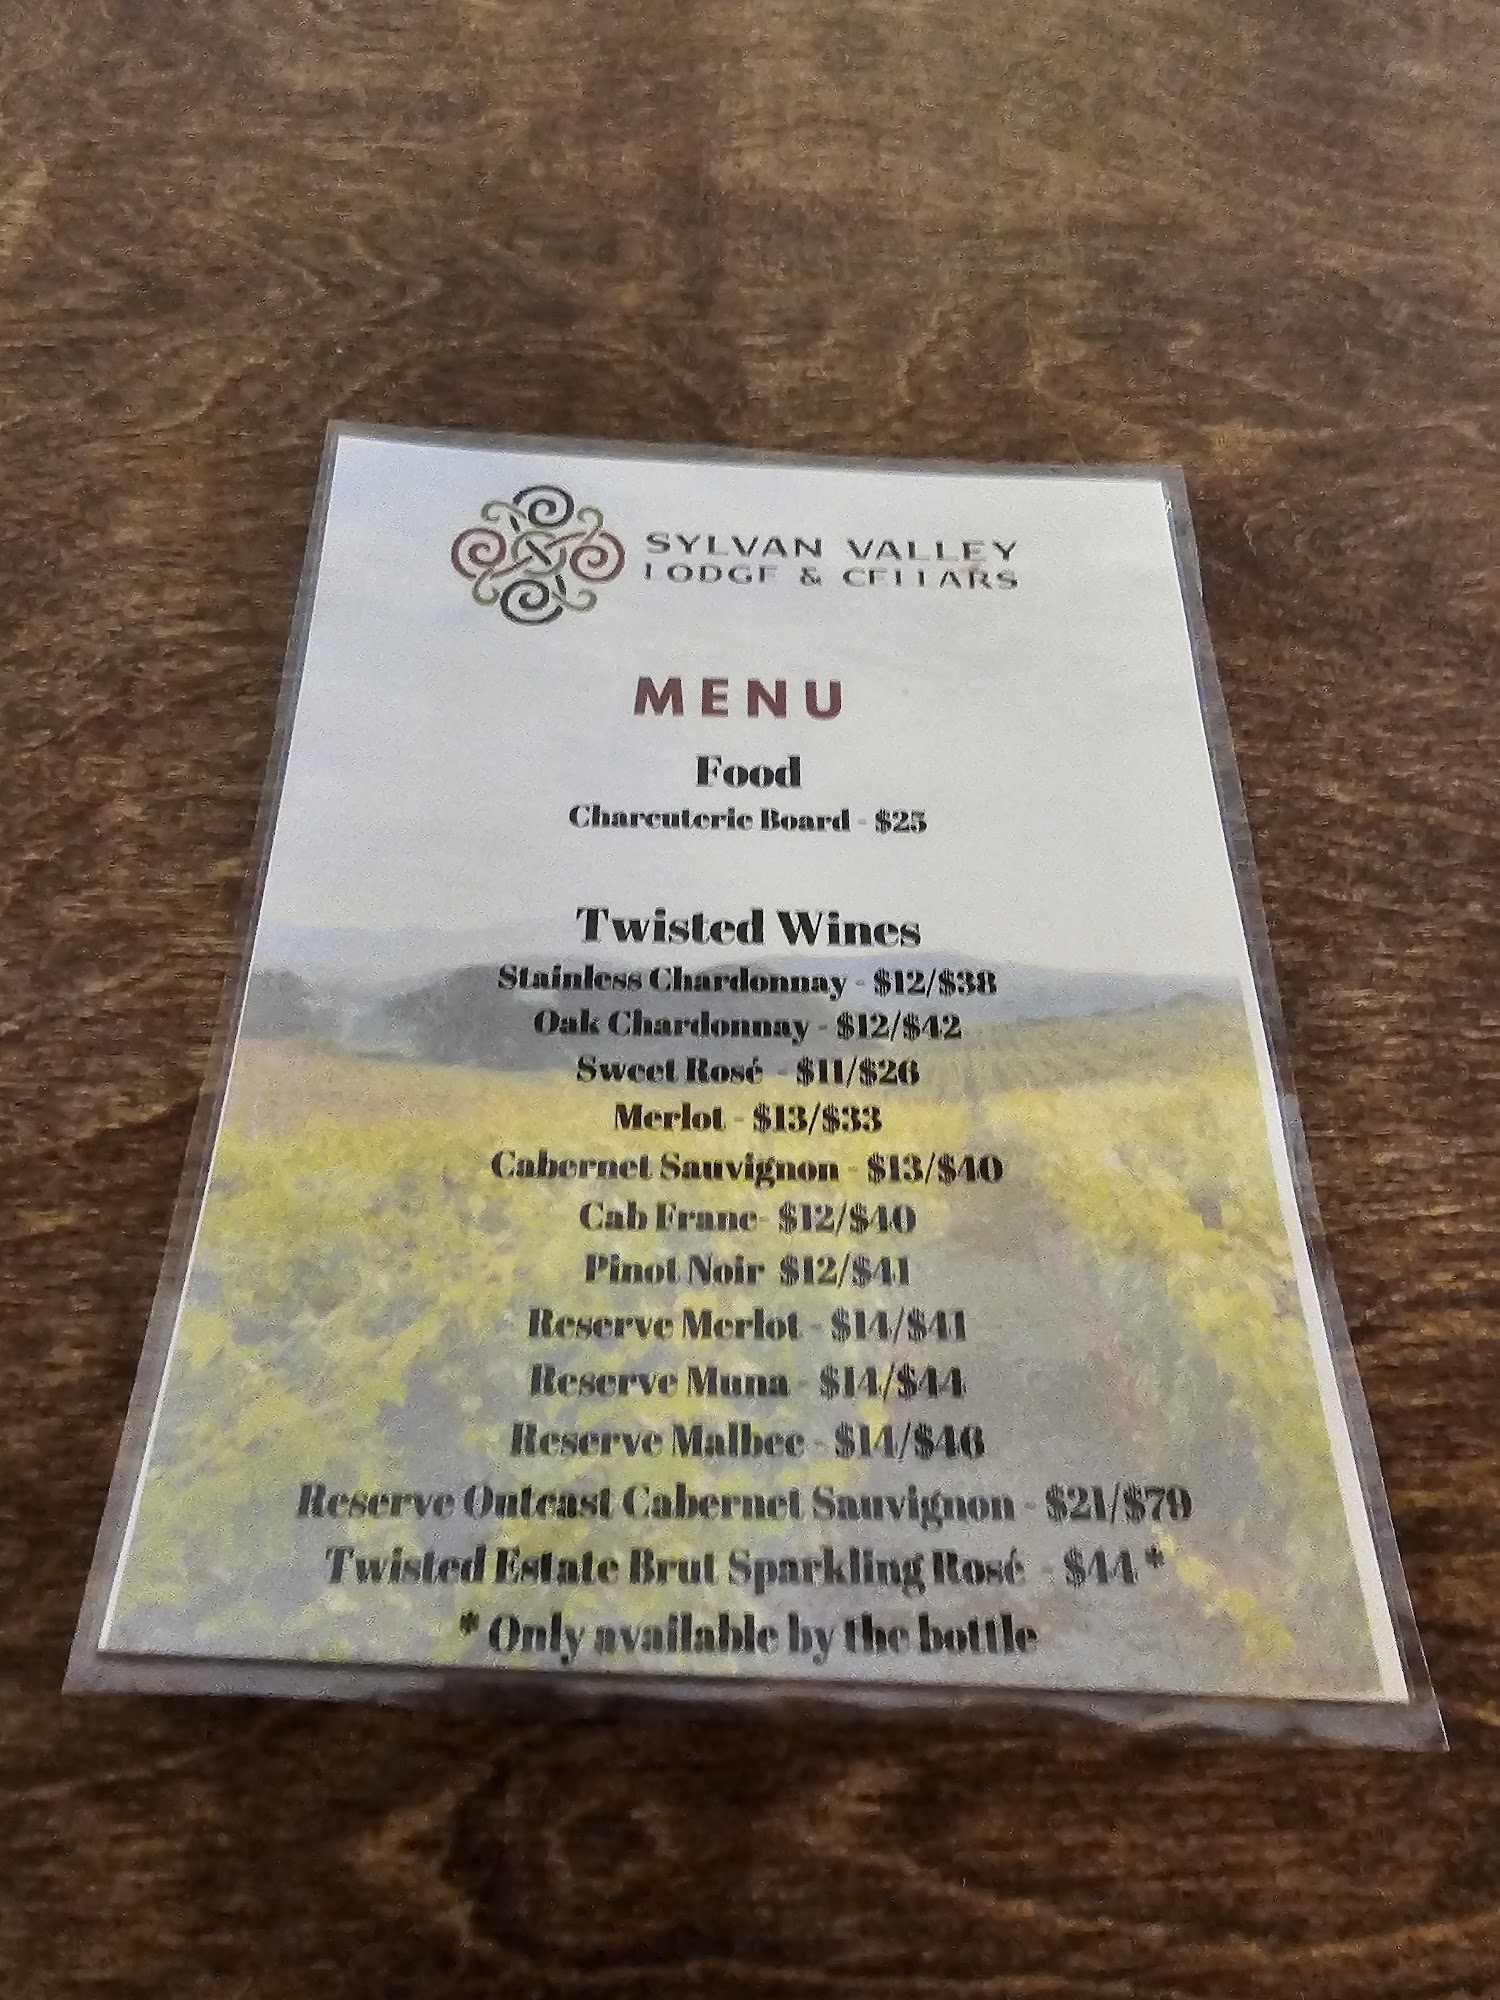 SYLVAN VALLEY
LODGE & CELLARS
MENU
Food
Charcuterie Board - $25
Twisted Wines
Stainless Chardonnay - $12/$38
Oak Chardonnay - $12/$42
Sweet Rosé - $11/$26
Merlot - $13/$33
Cabernet Sauvignon - $13/$40
Cab Franc- $12/$40
Pinot Noir $12/$41
Reserve Merlot - $14/$41
Reserve Muna - $14/$44
Reserve Malbec - $14/$46
Reserve Outcast Cabernet Sauvignon - $21/$79
Twisted Estate Brut Sparkling Rosé - $44 *
* Only available by the bottle